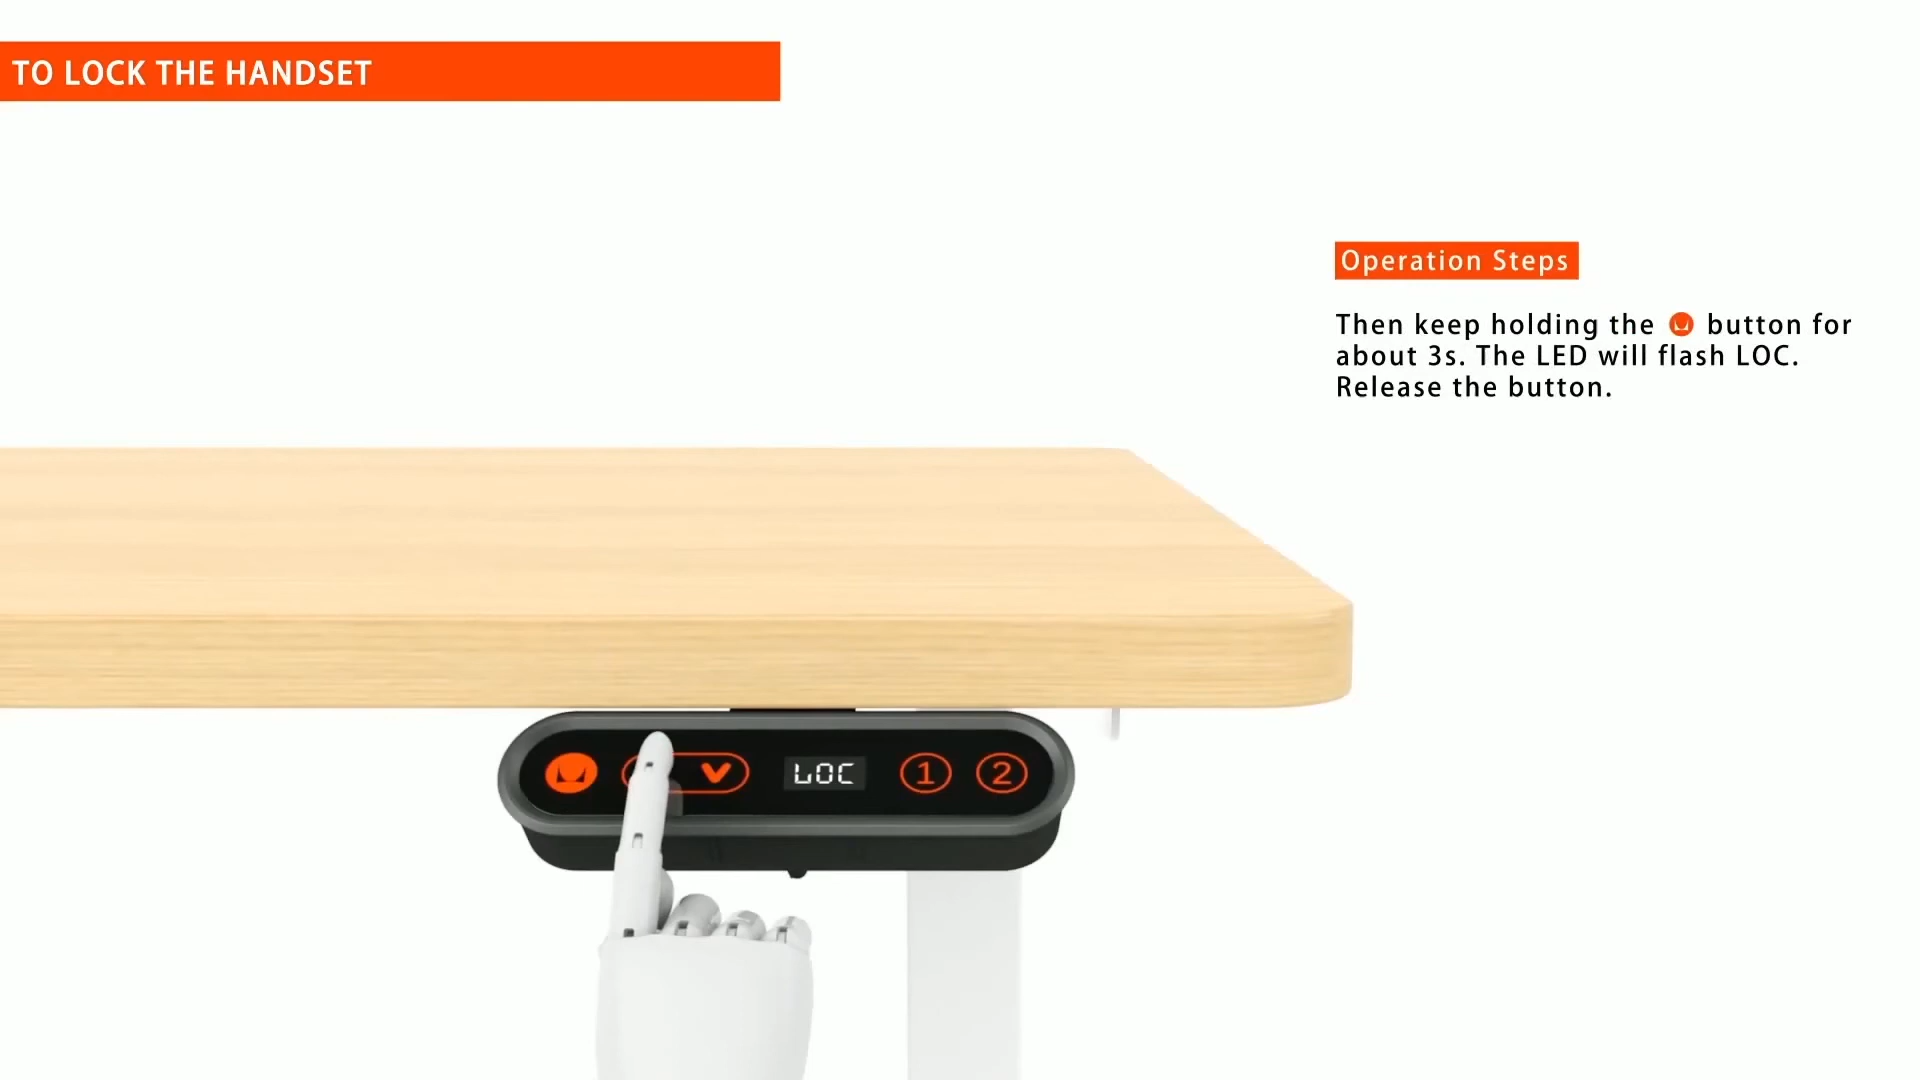 TO LOCK THE HANDSET
Operation Steps
Then keep holding the button for
about 3s. The LED will flash LOC.
Release the button.
LOC
1
2